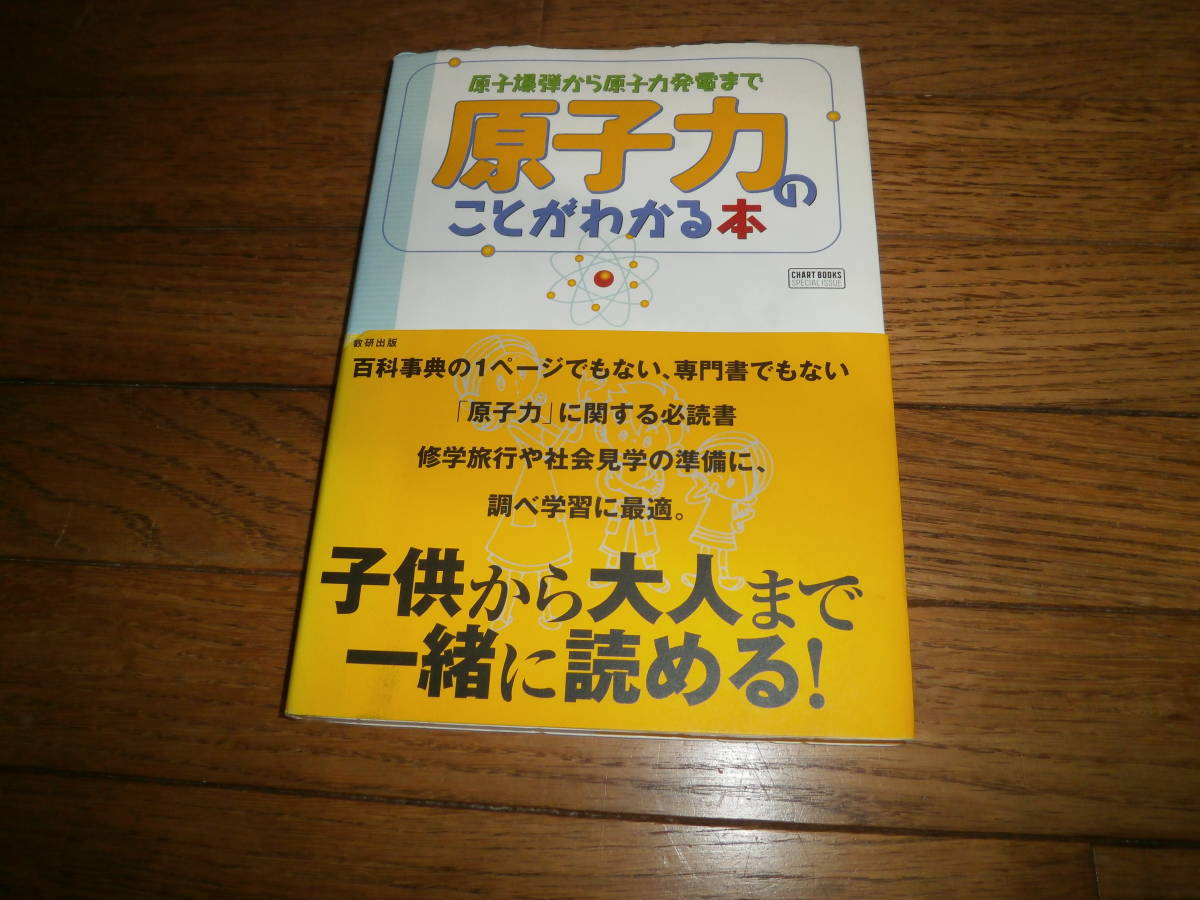 原子爆弾から原子力発電まで
原子力の
ことがわかる本
CHART BOOKS
SPECIAL ISSUE
数研出版
百科事典の1ページでもない、専門書でもない
「原子力」に関する必読書
修学旅行や社会見学の準備に、
調べ学習に最適。
子供から大人まで
一緒に読める!